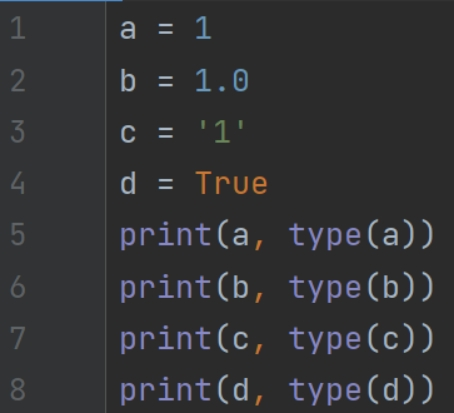 1 a = 1
2 b = 1.0
3 c = '1'
4 d = True
5 print(a, type(a))
6 print(b, type(b))
7 print(c, type(c))
8 print(d, type(d))